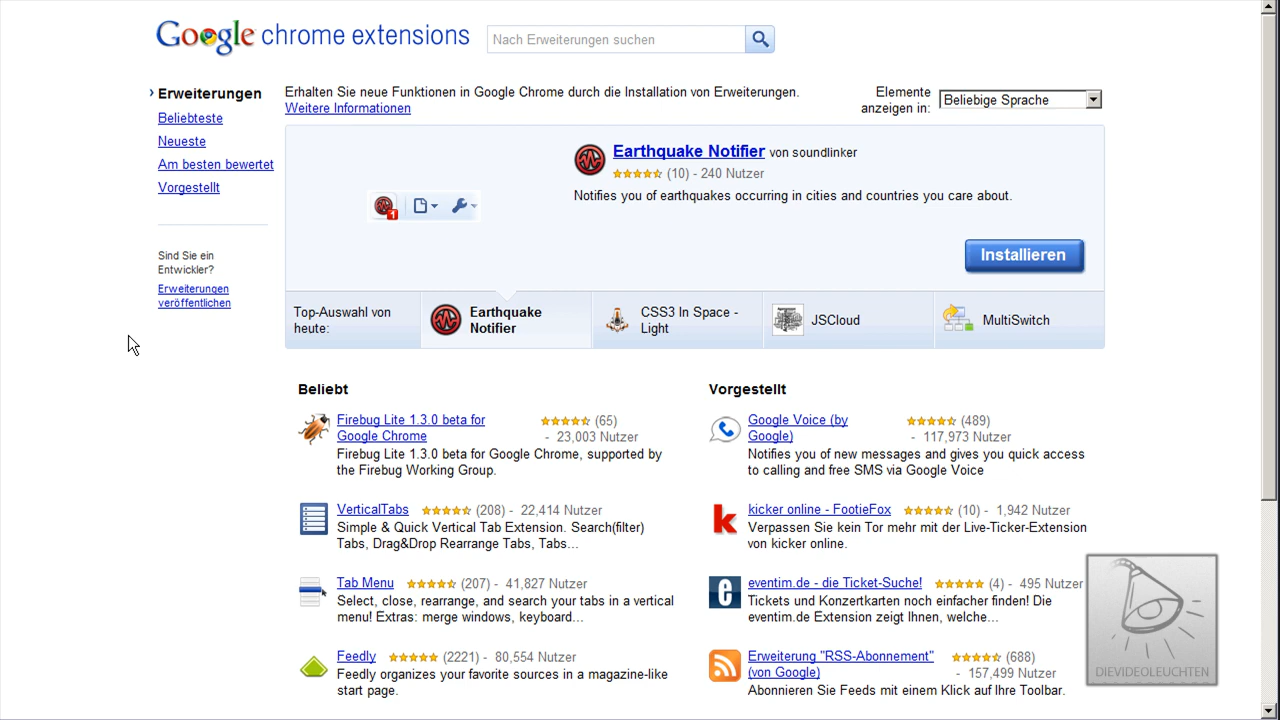 Google chrome extensions
Nach Erweiterungen suchen
Erweiterungen
Beliebteste
Neueste
Am besten bewertet
Vorgestellt
Sind Sie ein
Entwickler?
Erweiterungen
veröffentlichen
Erhalten Sie neue Funktionen in Google Chrome durch die Installation von Erweiterungen.
Weitere Informationen
Elemente
anzeigen in:
Beliebige Sprache
Earthquake Notifier von soundlinker
(10) - 240 Nutzer
Notifies you of earthquakes occurring in cities and countries you care about.
1
Installieren
Top-Auswahl von
heute:
Earthquake
Notifier
CSS3 In Space -
Light
JSCloud
MultiSwitch
Beliebt
Firebug Lite 1.3.0 beta for
Google Chrome
(65)
- 23,003 Nutzer
Firebug Lite 1.3.0 beta for Google Chrome, supported by
the Firebug Working Group.
VerticalTabs (208) - 22,414 Nutzer
Simple & Quick Vertical Tab Extension. Search(filter)
Tabs, Drag&Drop Rearrange Tabs, Tabs...
Tab Menu (207) - 41,827 Nutzer
Select, close, rearrange, and search your tabs in a vertical
menu! Extras: merge windows, keyboard...
Feedly (2221) - 80,554 Nutzer
Feedly organizes your favorite sources in a magazine-like
start page.
Vorgestellt
Google Voice (by
Google)
(489)
- 117,973 Nutzer
Notifies you of new messages and gives you quick access
to calling and free SMS via Google Voice
k
kicker online - FootieFox (10) - 1,942 Nutzer
Verpassen Sie kein Tor mehr mit der Live-Ticker-Extension
von kicker online.
e
eventim.de - die Ticket-Suche! (4) - 495 Nutzer
Tickets und Konzertkarten noch einfacher finden! Die
eventim.de Extension zeigt Ihnen, welche...
Erweiterung "RSS-Abonnement"
(von Google)
(688)
- 157,499 Nutzer
Abonnieren Sie Feeds mit einem Klick auf Ihre Toolbar.
DIEVIDEOLEUCHTEN